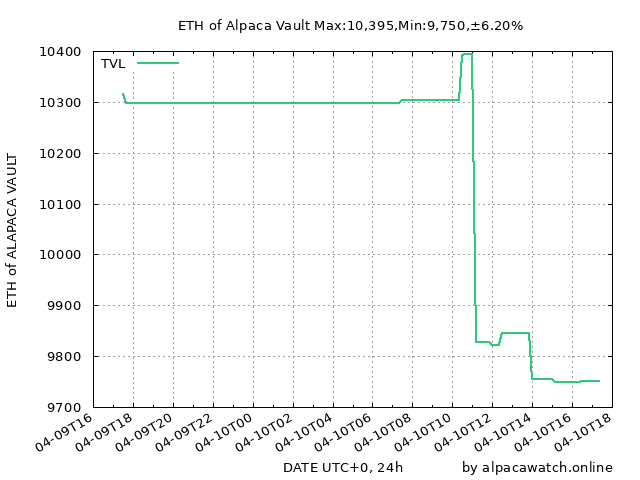 ETH of Alpaca Vault Max:10,395,Min:9,750,±6.20%
TVL
10400
10300
10200
10100
10000
9900
9800
9700
ETH of ALAPACA VAULT
04-09T16
04-09T18
04-09T20
04-09T22
04-10T00
04-10T02
04-10T04
04-10T06
04-10T08
04-10T10
04-10T12
04-10T14
04-10T16
04-10T18
DATE UTC+0, 24h
by alpacawatch.online